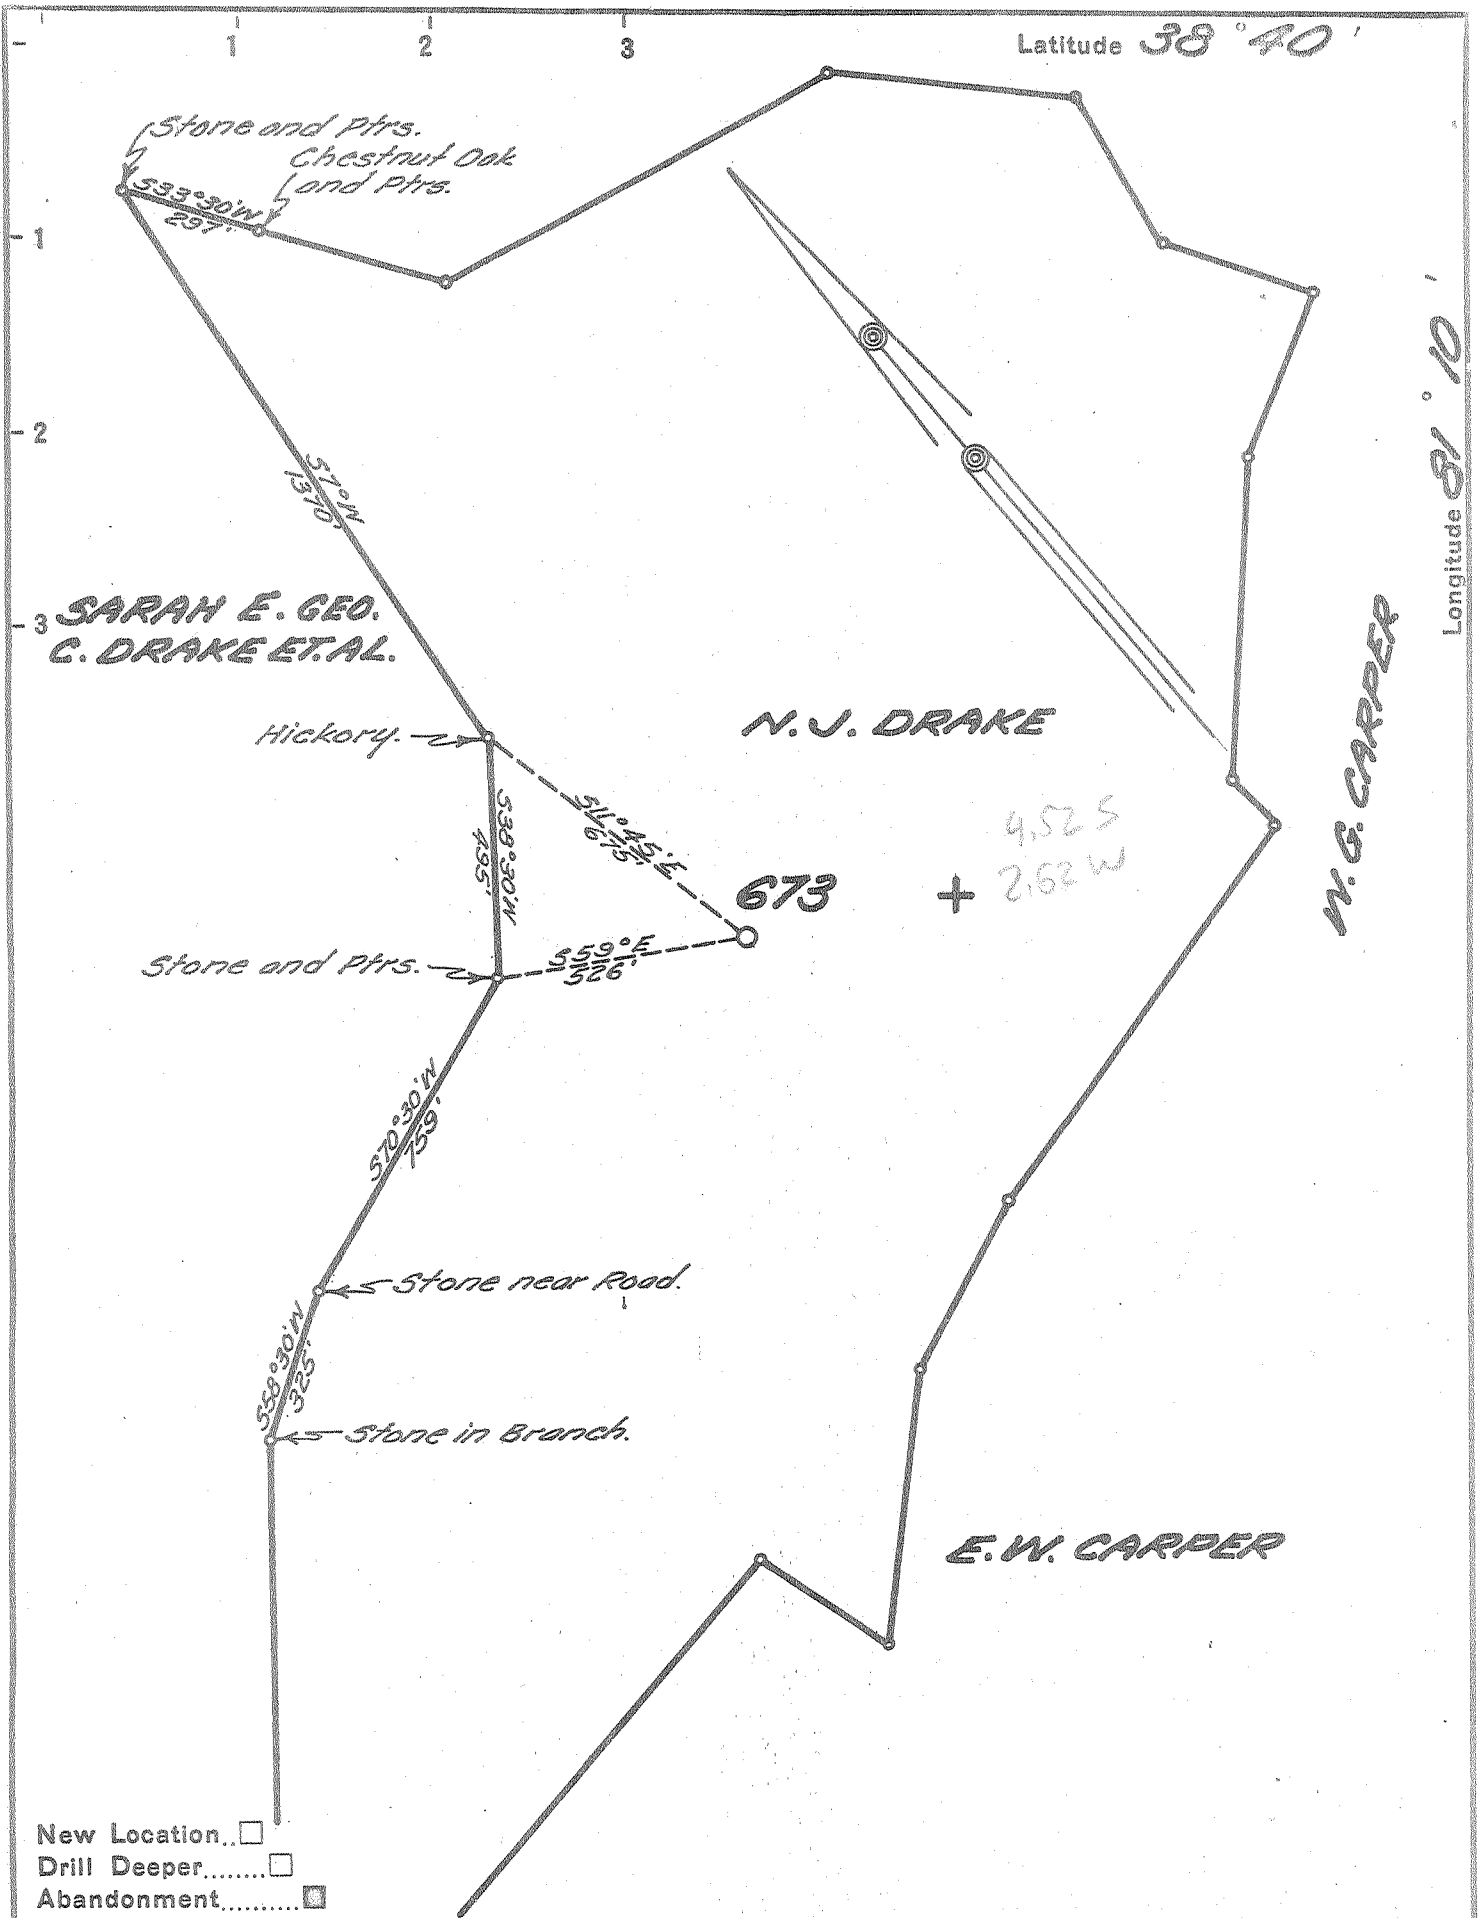 1 2 3
Latitude 38° 40'
Stone and Ptrs.
Chestnut Oak
and Ptrs.
S33°30'W
297'
1
2
3
Longitude 81° 10'
S7°W
1370'
SARAH E. GEO.
C. DRAKE ET.AL.
Hickory.
N.J. DRAKE
W.G. CARPER
S38°30'W
495'
S11°45'E
675'
4.52 S
2.62 W
673
+
Stone and Ptrs.
S59°E
526'
S70°30'W
759'
Stone near Road.
S58°30'W
325'
Stone in Branch.
E.W. CARPER
New Location..
Drill Deeper........
Abandonment..........